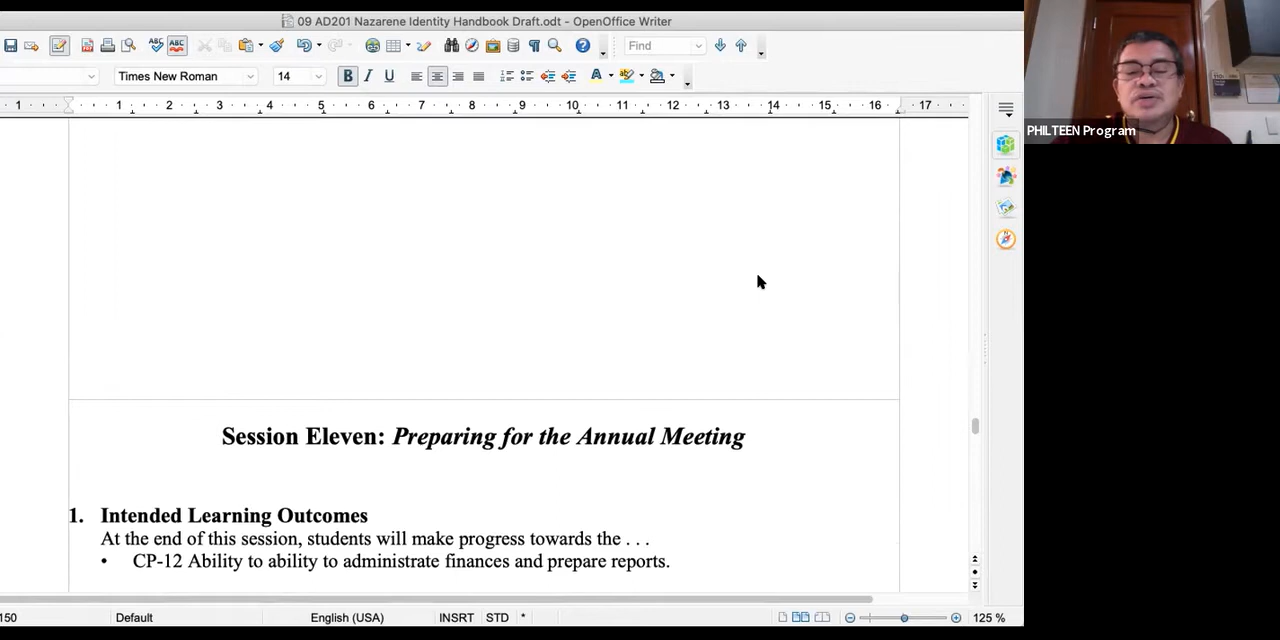 09 AD201 Nazarene Identity Handbook Draft.odt - OpenOffice Writer
ABC ABC Find
Times New Roman 14 B I U
1 1 2 3 4 5 6 7 8 9 10 11 12 13 14 15 16 17
PHILTEEN Program
Session Eleven: Preparing for the Annual Meeting
1. Intended Learning Outcomes
At the end of this session, students will make progress towards the . . .
• CP-12 Ability to ability to administrate finances and prepare reports.
150 Default English (USA) INSRT STD * 125 %